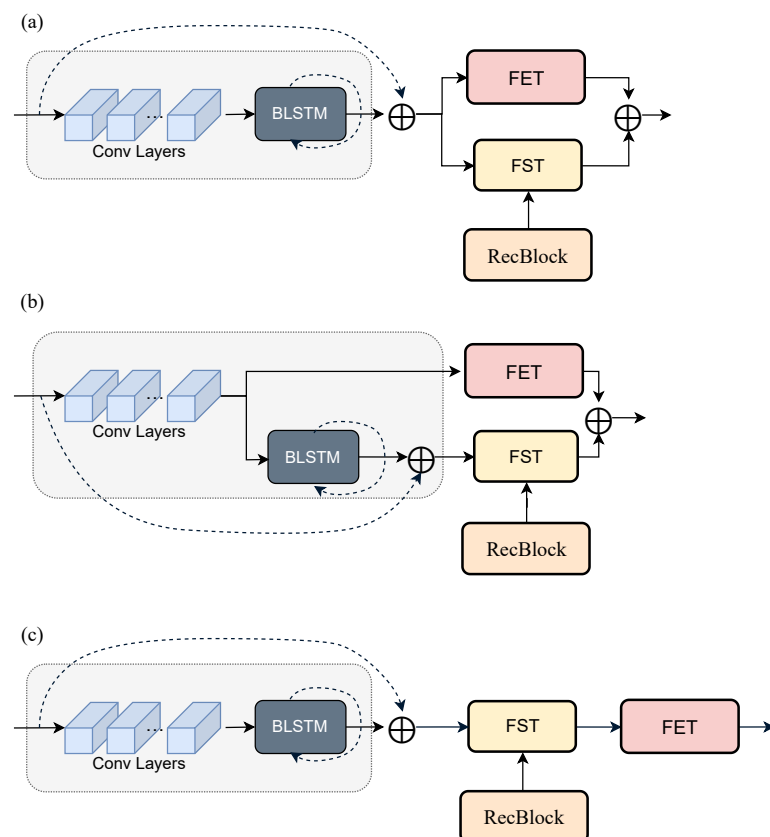 (a)
FET
... BLSTM
Conv Layers
FST
RecBlock
(b)
FET
...
Conv Layers
BLSTM
FST
RecBlock
(c)
... BLSTM FST FET
Conv Layers
RecBlock